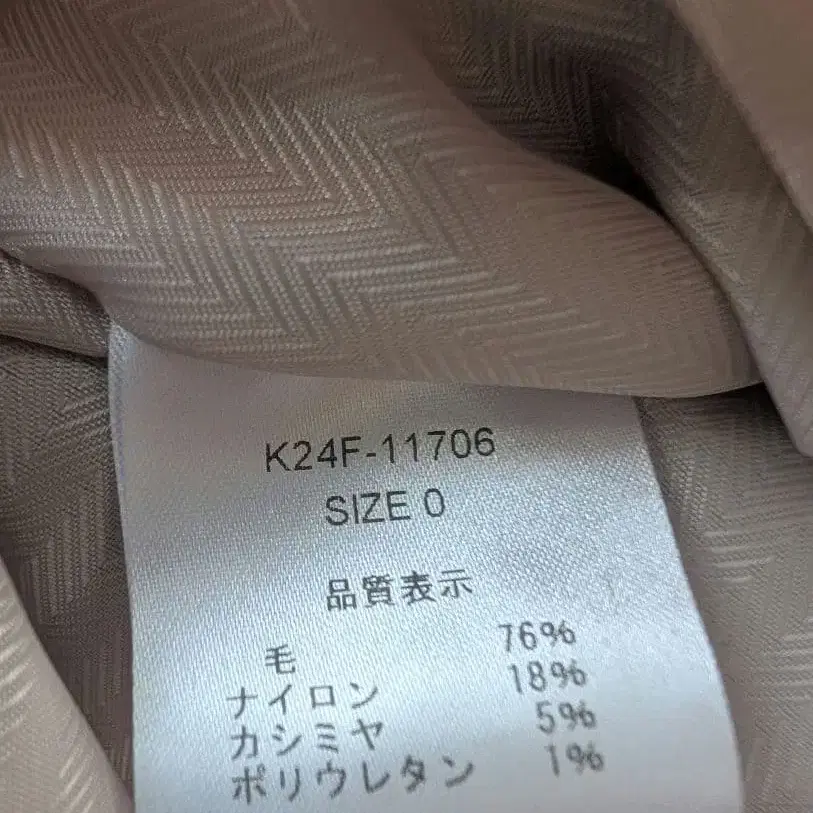 K24F-11706
SIZE 0
品質表示
毛 76%
ナイロン 18%
カシミヤ 5%
ポリウレタン 1%